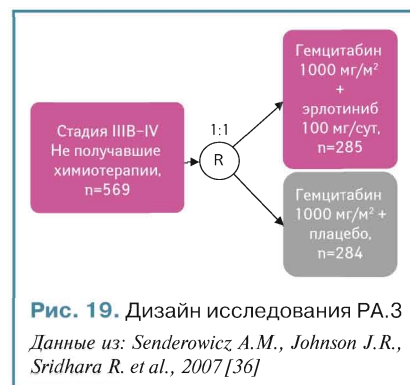 Стадия IIIB–IV
Не получавшие
химиотерапии,
n=569
1:1
R
Гемцитабин
1000 мг/м²
+
эрлотиниб
100 мг/сут,
n=285
Гемцитабин
1000 мг/м² +
плацебо,
n=284
Рис. 19. Дизайн исследования PA.3
Данные из: Senderowicz A.M., Johnson J.R.,
Sridhara R. et al., 2007 [36]